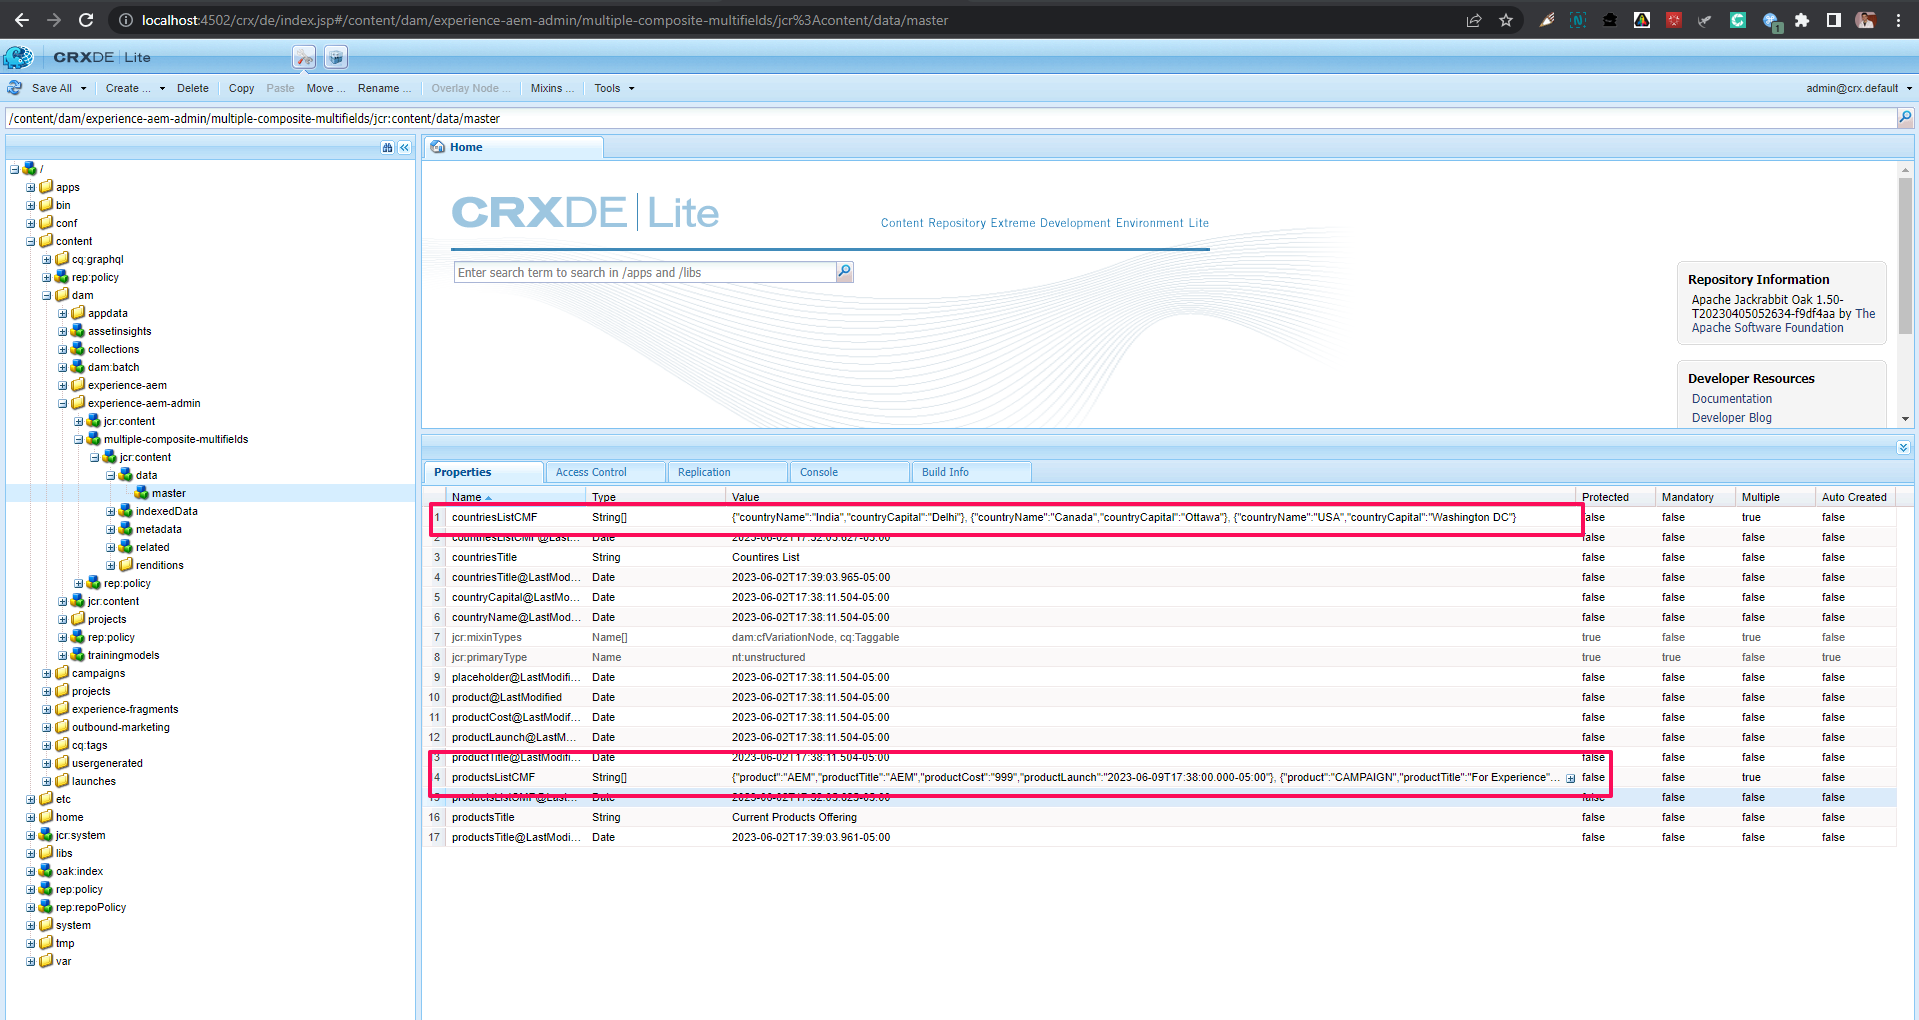 localhost:4502/crx/de/index.jsp#/content/dam/experience-aem-admin/multiple-composite-multifields/jcr%3Acontent/data/master
1
CRXDE | Lite
Save All Create ... Delete Copy Paste Move ... Rename ... Overlay Node ... Mixins ... Tools admin@crx.default
/content/dam/experience-aem-admin/multiple-composite-multifields/jcr:content/data/master
/
apps
bin
conf
content
cq:graphql
rep:policy
dam
appdata
assetinsights
collections
dam:batch
experience-aem
experience-aem-admin
jcr:content
multiple-composite-multifields
jcr:content
data
master
indexedData
metadata
related
renditions
rep:policy
jcr:content
projects
rep:policy
trainingmodels
campaigns
projects
experience-fragments
outbound-marketing
cq:tags
usergenerated
launches
etc
home
jcr:system
libs
oak:index
rep:policy
rep:repoPolicy
system
tmp
var
Home
CRXDE | Lite
Content Repository Extreme Development Environment Lite
Enter search term to search in /apps and /libs
Repository Information
Apache Jackrabbit Oak 1.50-
T20230405052634-f9df4aa by The
Apache Software Foundation
Developer Resources
Documentation
Developer Blog
Properties Access Control Replication Console Build Info
Name Type Value Protected Mandatory Multiple Auto Created
1 countriesListCMF String[] {"countryName":"India","countryCapital":"Delhi"}, {"countryName":"Canada","countryCapital":"Ottawa"}, {"countryName":"USA","countryCapital":"Washington DC"} false false true false
2 countriesListCMF@Last... Date 2023-06-02T17:32:03.627-05:00 false false false false
3 countriesTitle String Countires List false false false false
4 countriesTitle@LastMod... Date 2023-06-02T17:39:03.965-05:00 false false false false
5 countryCapital@LastMo... Date 2023-06-02T17:38:11.504-05:00 false false false false
6 countryName@LastMod... Date 2023-06-02T17:38:11.504-05:00 false false false false
7 jcr:mixinTypes Name[] dam:cfVariationNode, cq:Taggable true false true false
8 jcr:primaryType Name nt:unstructured true true false true
9 placeholder@LastModifi... Date 2023-06-02T17:38:11.504-05:00 false false false false
10 product@LastModified Date 2023-06-02T17:38:11.504-05:00 false false false false
11 productCost@LastModif... Date 2023-06-02T17:38:11.504-05:00 false false false false
12 productLaunch@LastM... Date 2023-06-02T17:38:11.504-05:00 false false false false
3 productTitle@LastModifi... Date 2023-06-02T17:38:11.504-05:00 false false false false
4 productsListCMF String[] {"product":"AEM","productTitle":"AEM","productCost":"999","productLaunch":"2023-06-09T17:38:00.000-05:00"}, {"product":"CAMPAIGN","productTitle":"For Experience"... false false true false
15 productsListCMF@Last... Date false false false false
16 productsTitle String Current Products Offering false false false false
17 productsTitle@LastModi... Date 2023-06-02T17:39:03.961-05:00 false false false false